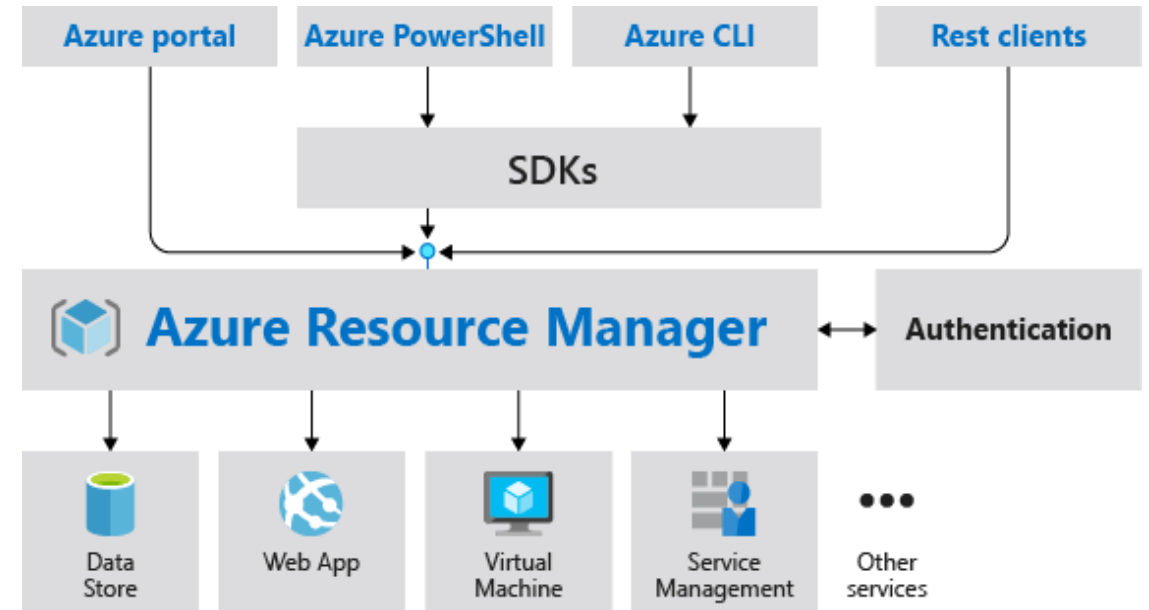 Azure portal
Azure PowerShell
Azure CLI
Rest clients
SDKs
Azure Resource Manager
Authentication
Data
Store
Web App
Virtual
Machine
Service
Management
Other
services